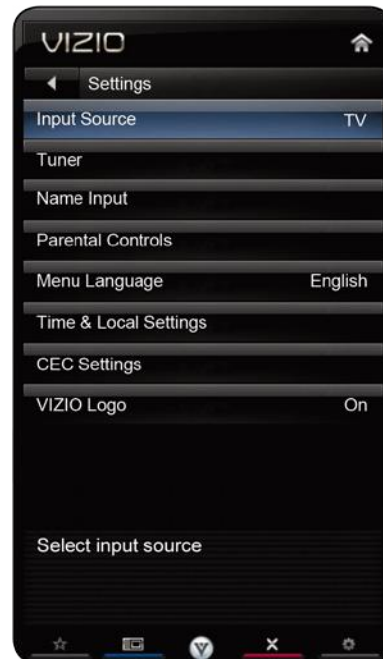 VIZIO
Settings
Input Source TV
Tuner
Name Input
Parental Controls
Menu Language English
Time & Local Settings
CEC Settings
VIZIO Logo On
Select input source
V